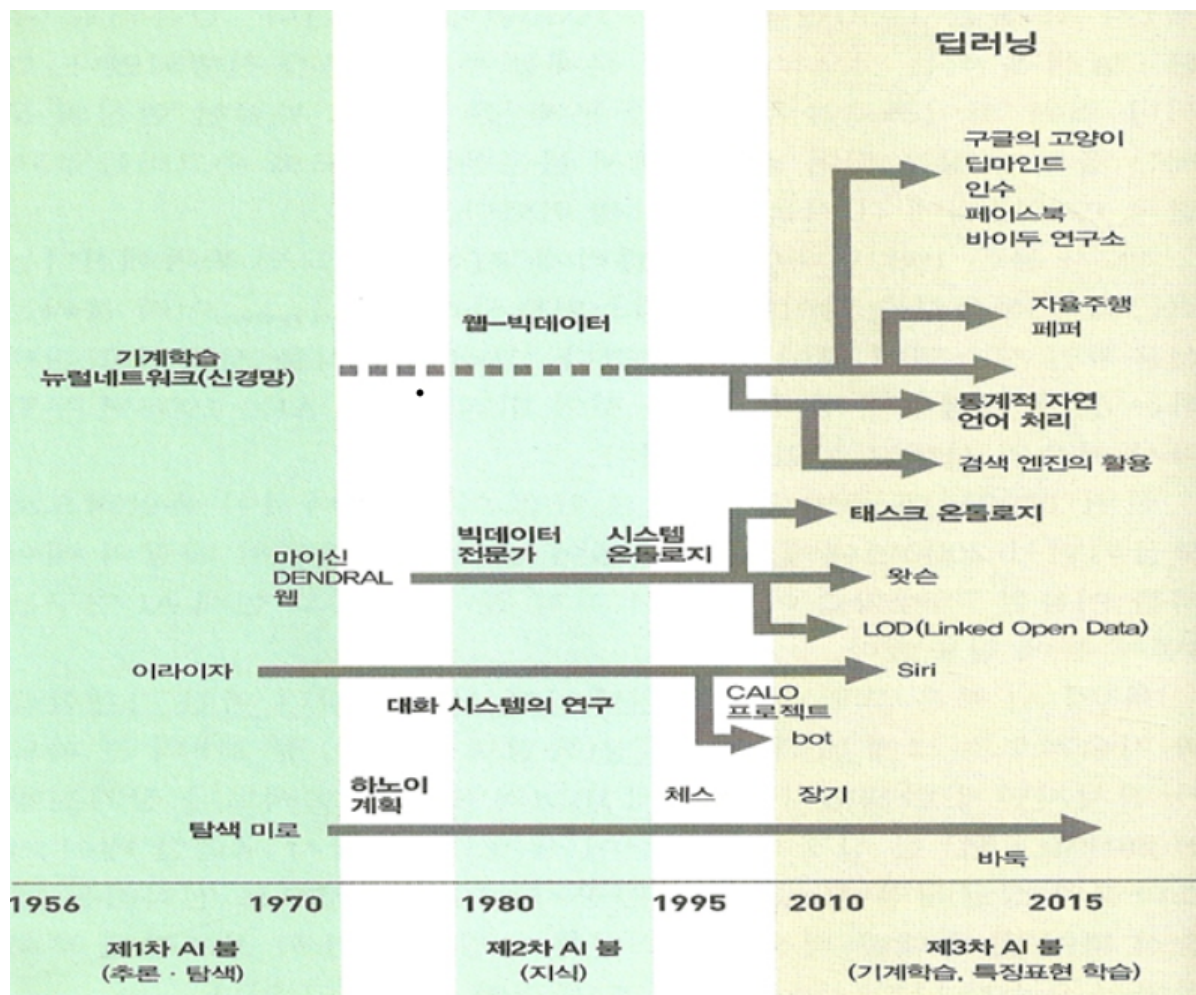 딥러닝
구글의 고양이
딥마인드
인수
페이스북
바이두 연구소
자율주행
페퍼
웹-빅데이터
기계학습
뉴럴네트워크(신경망)
통계적 자연
언어 처리
검색 엔진의 활용
태스크 온톨로지
빅데이터
전문가
시스템
온톨로지
마이신
DENDRAL
웹
왓슨
LOD(Linked Open Data)
이라이자
Siri
대화 시스템의 연구
CALO
프로젝트
bot
하노이
계획
체스
장기
탐색 미로
바둑
1956
1970
1980
1995
2010
2015
제1차 AI 붐
(추론 · 탐색)
제2차 AI 붐
(지식)
제3차 AI 붐
(기계학습, 특징표현 학습)